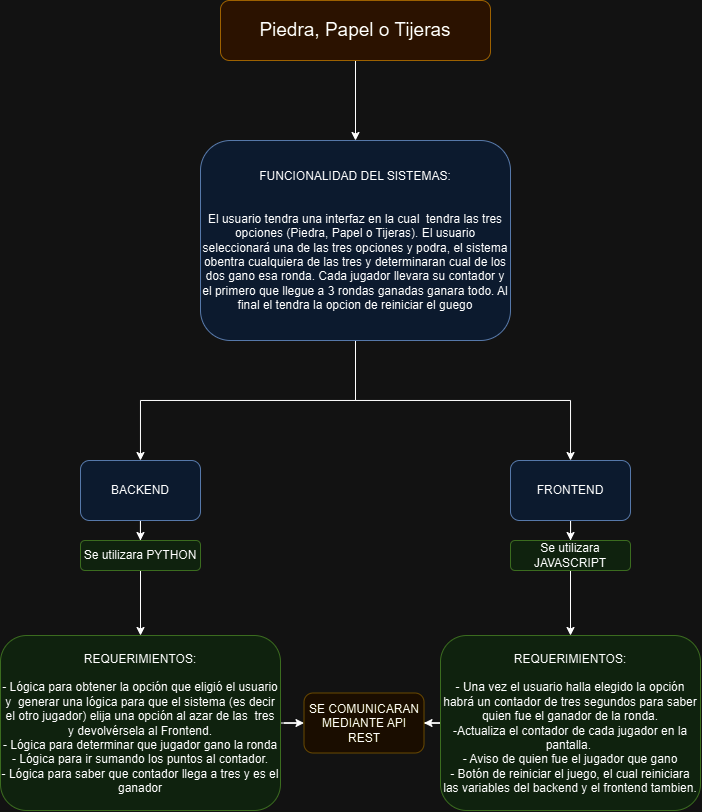 Piedra, Papel o Tijeras
FUNCIONALIDAD DEL SISTEMAS:
El usuario tendra una interfaz en la cual tendra las tres
opciones (Piedra, Papel o Tijeras). El usuario
seleccionará una de las tres opciones y podra, el sistema
obentra cualquiera de las tres y determinaran cual de los
dos gano esa ronda. Cada jugador llevara su contador y
el primero que llegue a 3 rondas ganadas ganara todo. Al
final el tendra la opcion de reiniciar el guego
BACKEND
FRONTEND
Se utilizara PYTHON
Se utilizara
JAVASCRIPT
REQUERIMIENTOS:
- Lógica para obtener la opción que eligió el usuario
y generar una lógica para que el sistema (es decir
el otro jugador) elija una opción al azar de las tres
y devolvérsela al Frontend.
- Lógica para determinar que jugador gano la ronda
- Lógica para ir sumando los puntos al contador.
- Lógica para saber que contador llega a tres y es el
ganador
SE COMUNICARAN
MEDIANTE API
REST
REQUERIMIENTOS:
- Una vez el usuario halla elegido la opción
habrá un contador de tres segundos para saber
quien fue el ganador de la ronda.
-Actualiza el contador de cada jugador en la
pantalla.
- Aviso de quien fue el jugador que gano
- Botón de reiniciar el juego, el cual reiniciara
las variables del backend y el frontend tambien.